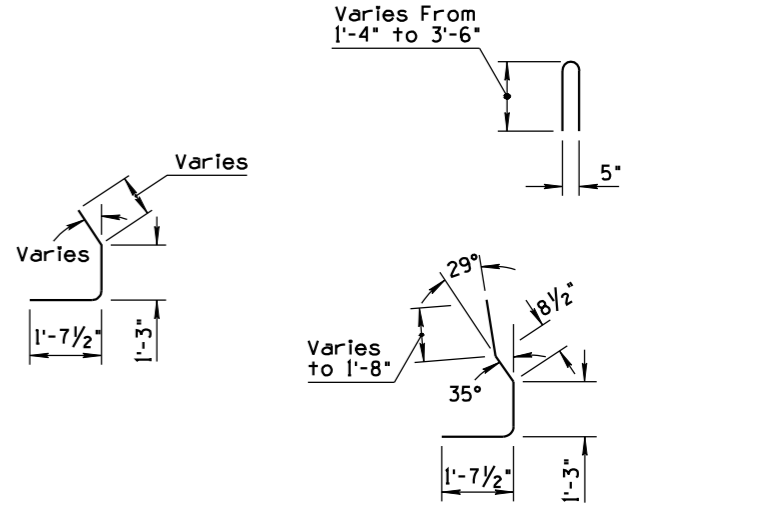 Varies From
1'-4" to 3'-6"
5"
Varies
Varies
1'-7½"
1'-3"
29°
8½"
Varies
to 1'-8"
35°
1'-7½"
1'-3"